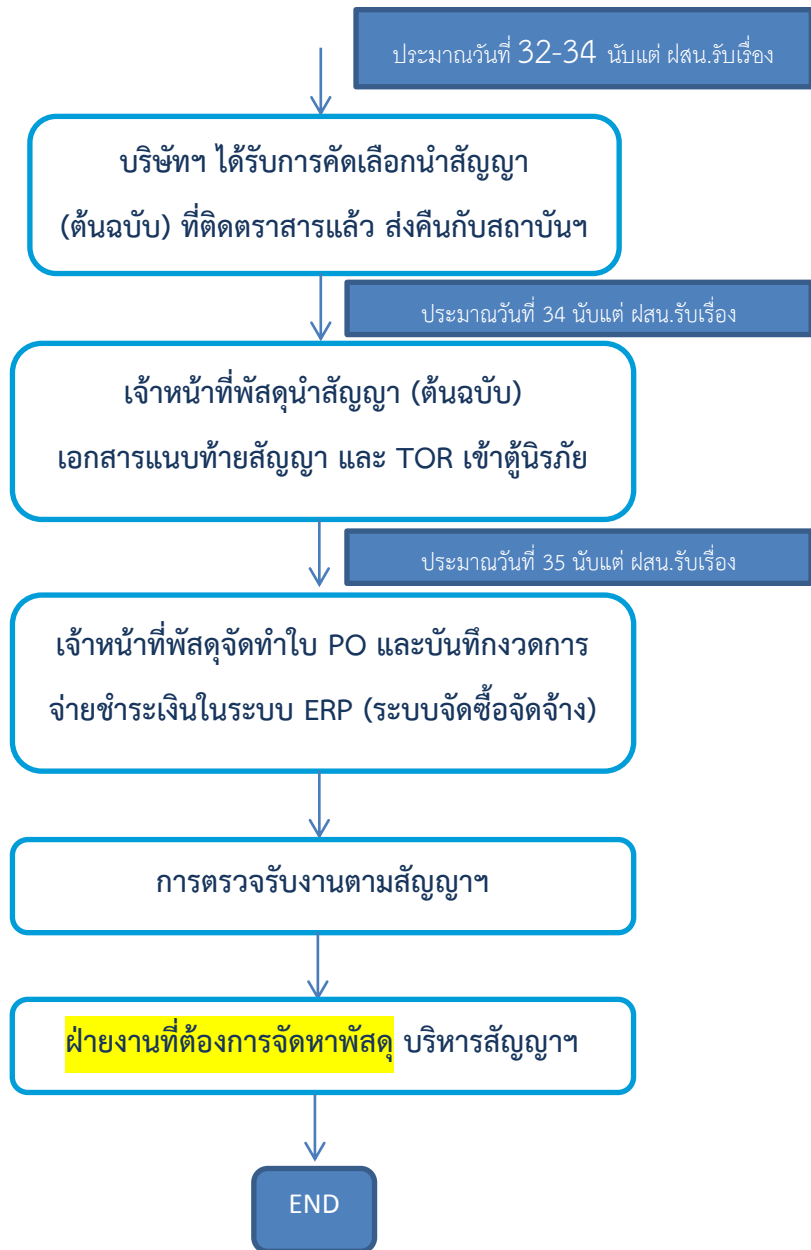 ประมาณวันที่ 32-34 นับแต่ ฝสน.รับเรื่อง
บริษัทฯ ได้รับการคัดเลือกนำสัญญา
(ต้นฉบับ) ที่ติดตราสารแล้ว ส่งคืนกับสถาบันฯ
ประมาณวันที่ 34 นับแต่ ฝสน.รับเรื่อง
เจ้าหน้าที่พัสดุนำสัญญา (ต้นฉบับ)
เอกสารแนบท้ายสัญญา และ TOR เข้าตู้นิรภัย
ประมาณวันที่ 35 นับแต่ ฝสน.รับเรื่อง
เจ้าหน้าที่พัสดุจัดทำใบ PO และบันทึกงวดการ
จ่ายชำระเงินในระบบ ERP (ระบบจัดซื้อจัดจ้าง)
การตรวจรับงานตามสัญญาฯ
ฝ่ายงานที่ต้องการจัดหาพัสดุ บริหารสัญญาฯ
END